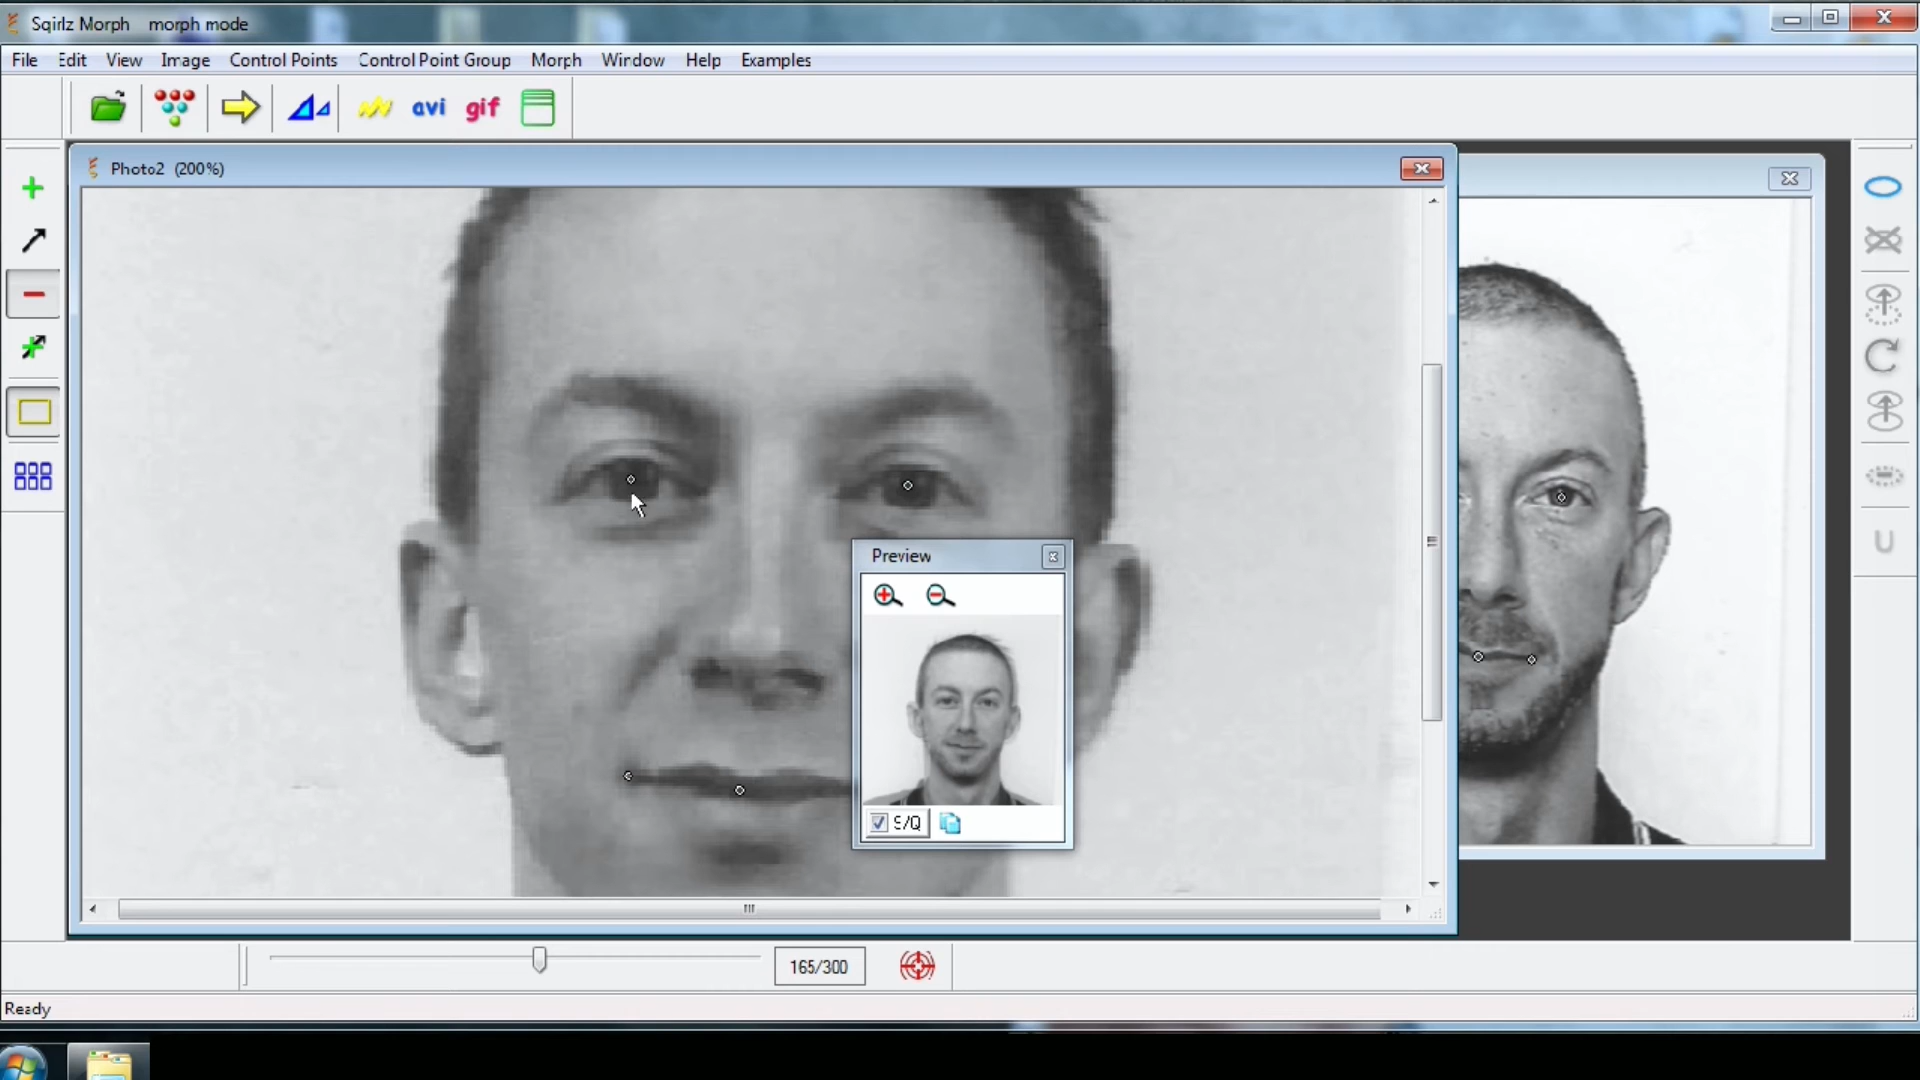 Sqirlz Morph morph mode
File Edit View Image Control Points Control Point Group Morph Window Help Examples
avi gif
Photo2 (200%)
Preview
S/Q
U
165/300
Ready